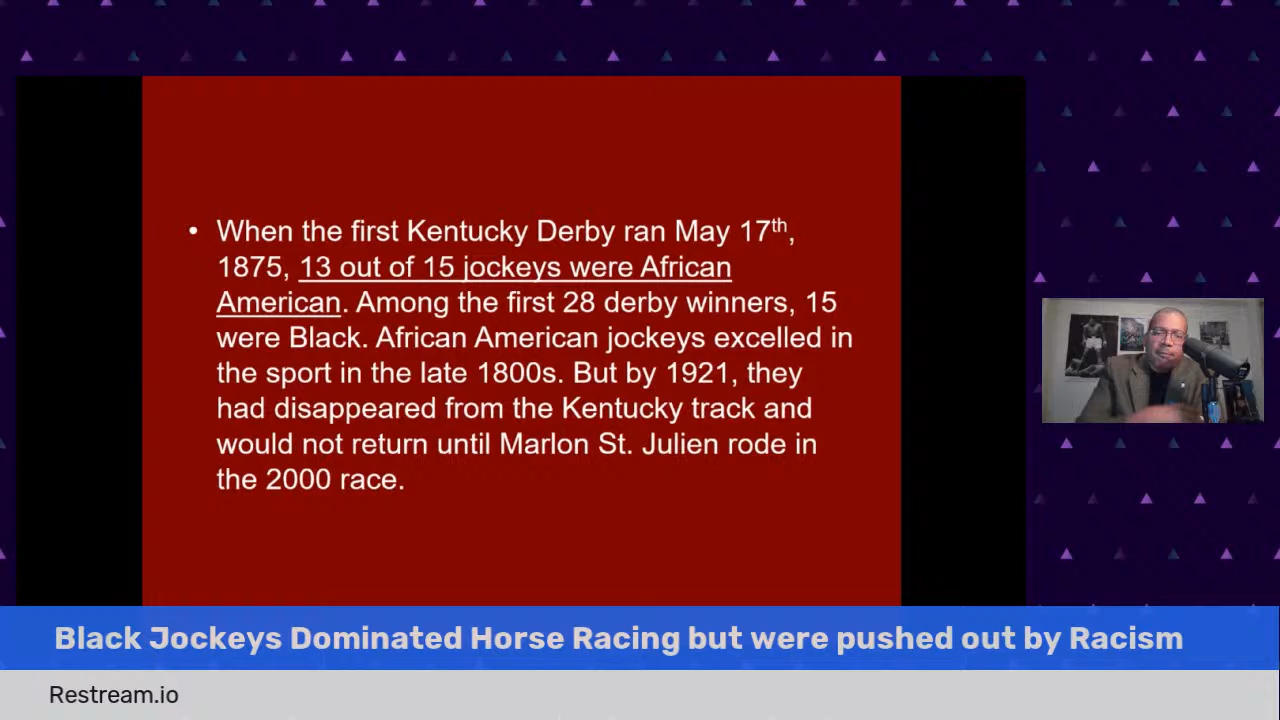 • When the first Kentucky Derby ran May 17th,
1875, 13 out of 15 jockeys were African
American. Among the first 28 derby winners, 15
were Black. African American jockeys excelled in
the sport in the late 1800s. But by 1921, they
had disappeared from the Kentucky track and
would not return until Marlon St. Julien rode in
the 2000 race.
Black Jockeys Dominated Horse Racing but were pushed out by Racism
Restream.io